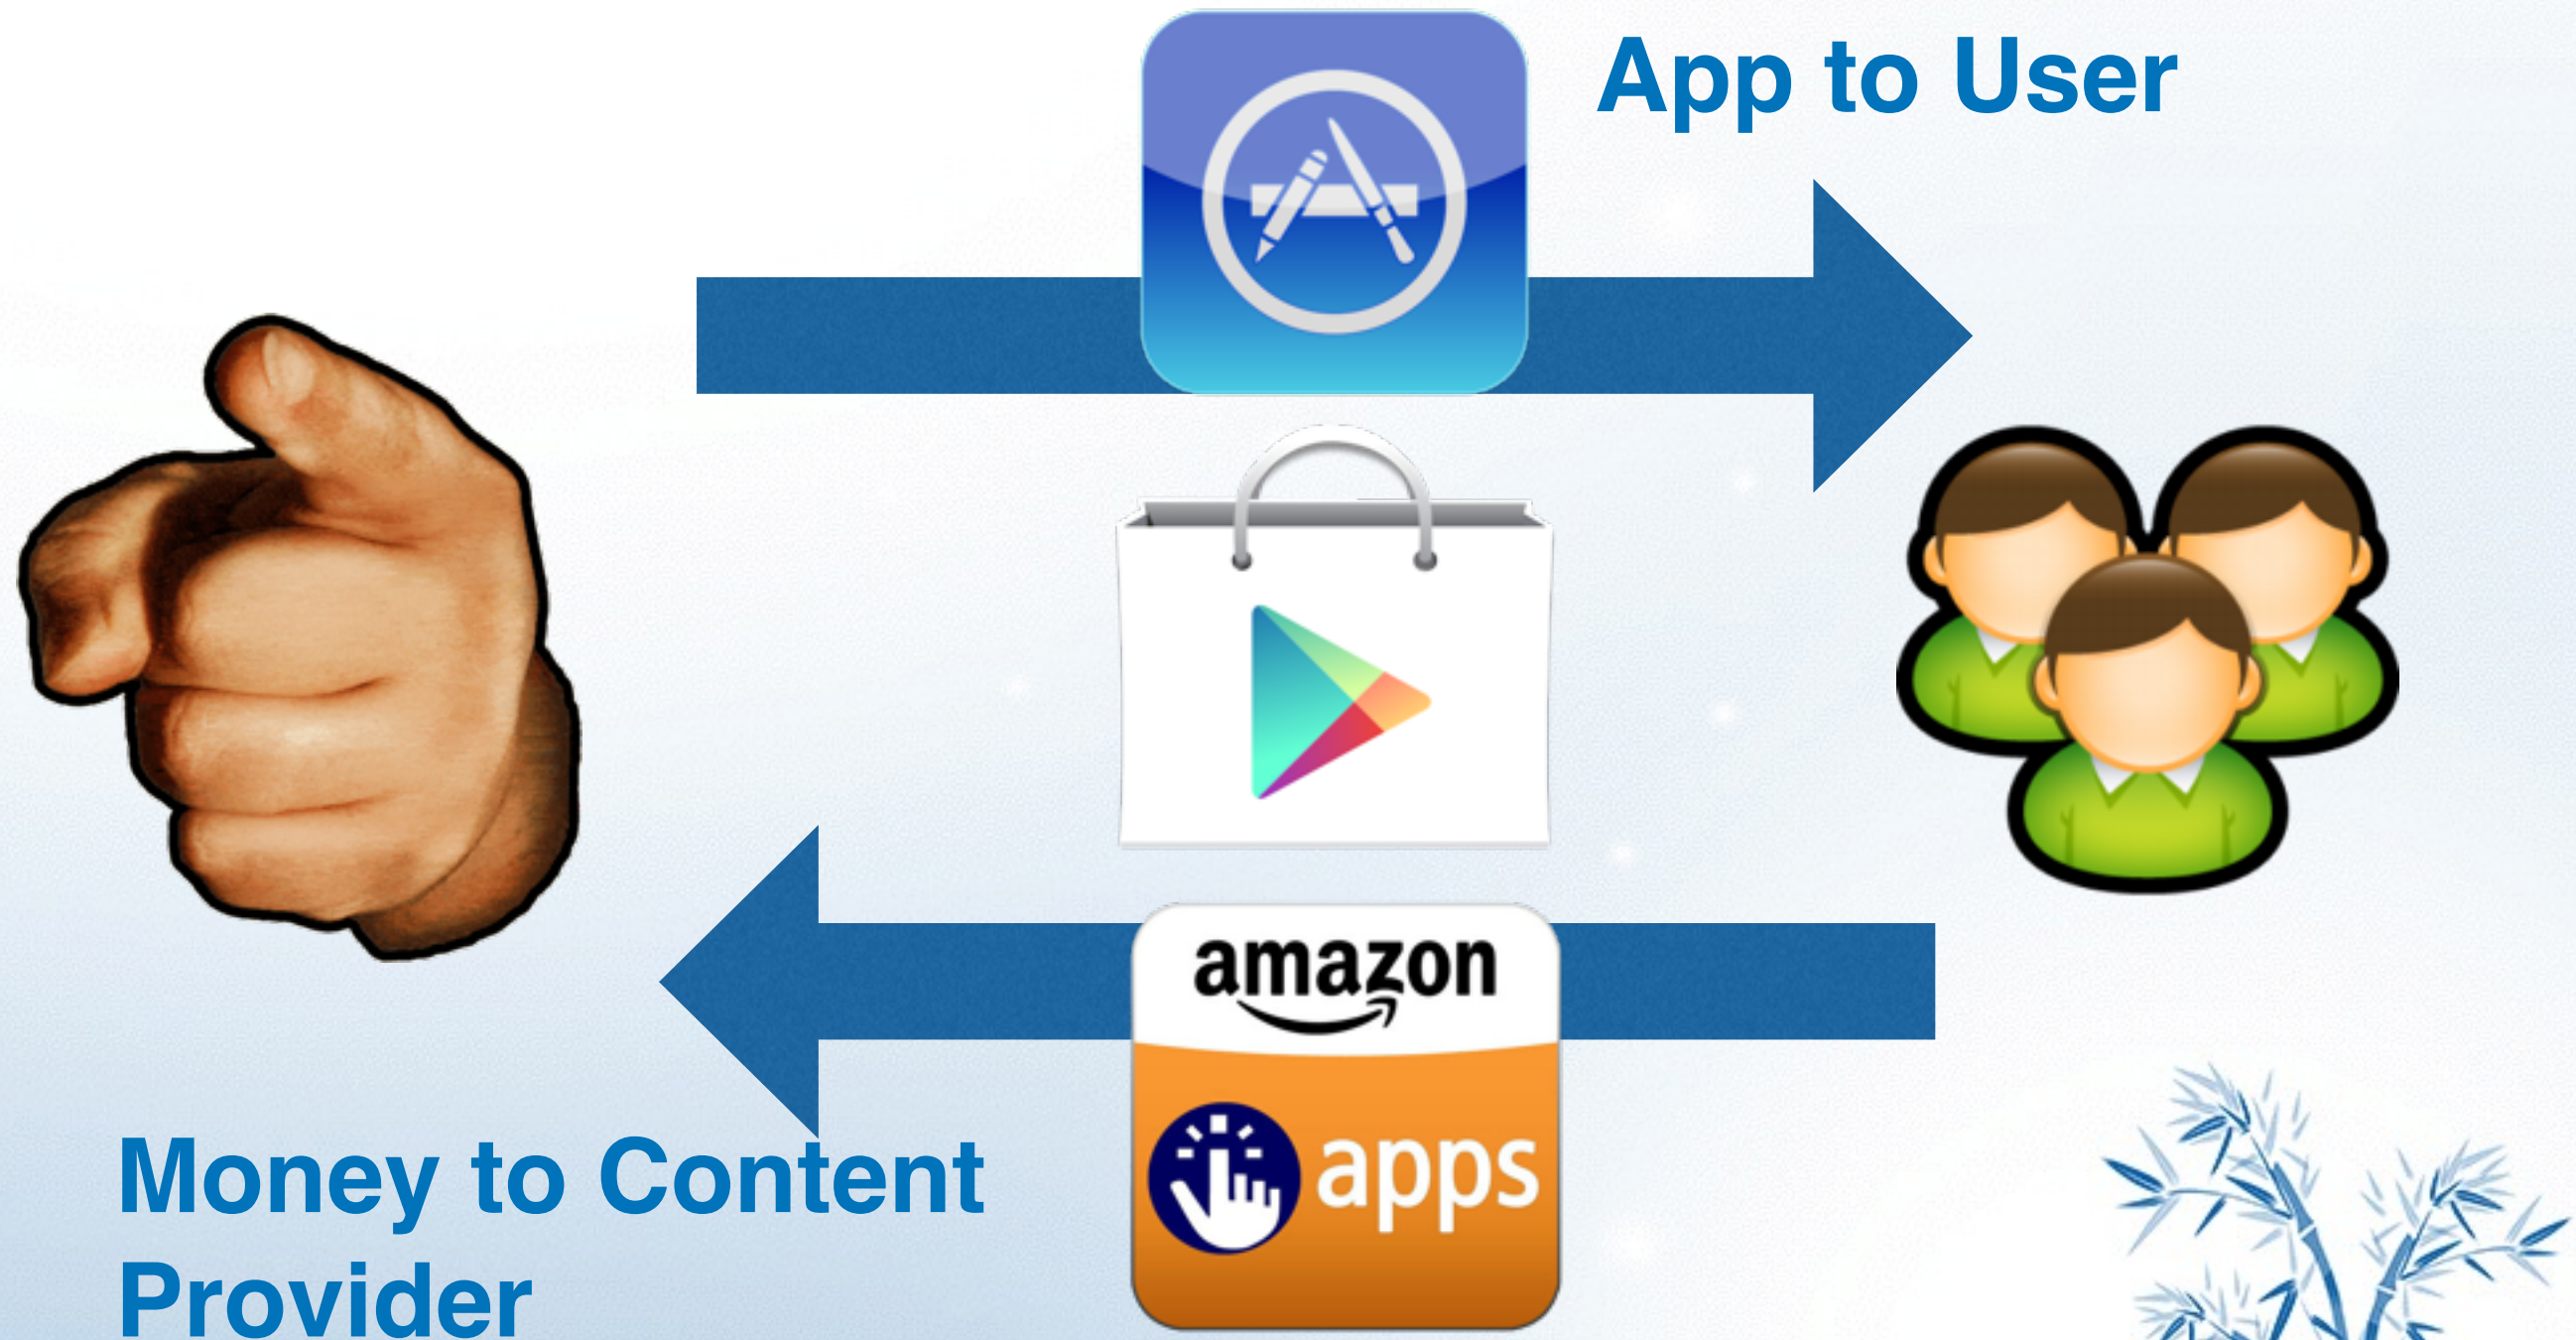 App to User
amazon
apps
Money to Content
Provider